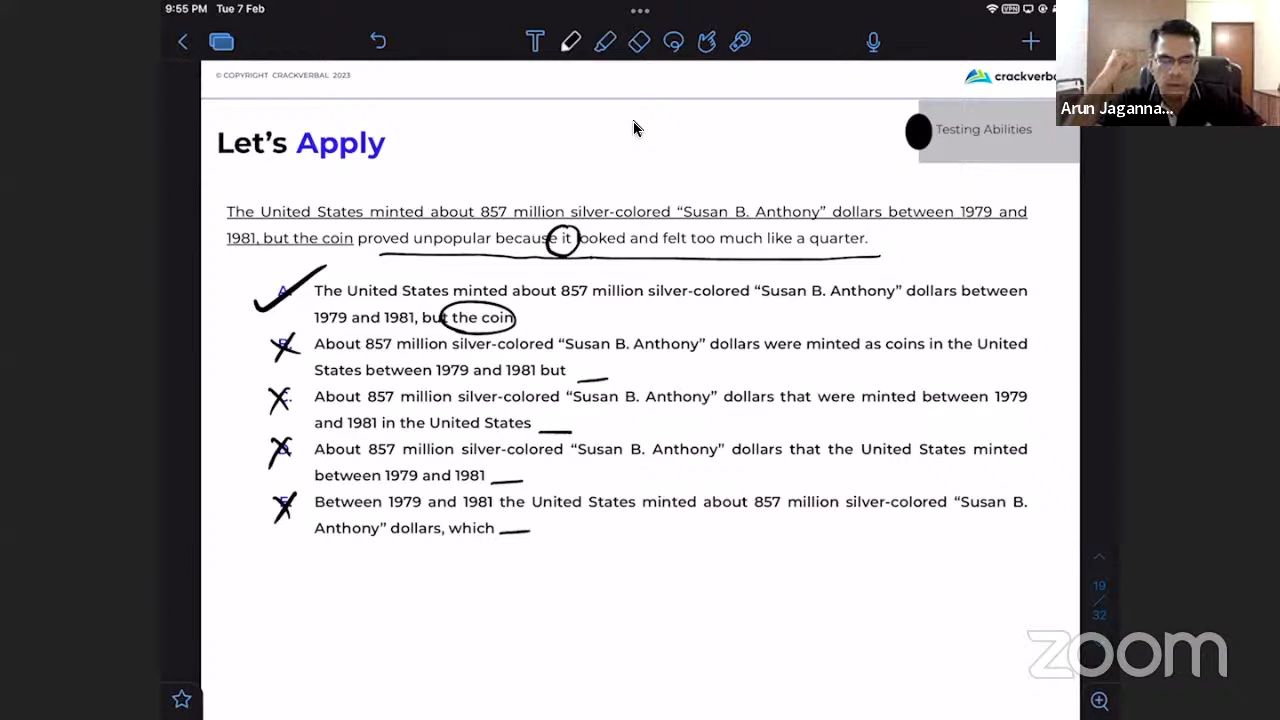 9:55 PM Tue 7 Feb
VPN
© COPYRIGHT CRACKVERBAL 2023
crackverba
Arun Jaganna...
Let's Apply
Testing Abilities
The United States minted about 857 million silver-colored “Susan B. Anthony” dollars between 1979 and
1981, but the coin proved unpopular because it looked and felt too much like a quarter.
The United States minted about 857 million silver-colored “Susan B. Anthony” dollars between
1979 and 1981, but the coin
About 857 million silver-colored “Susan B. Anthony” dollars were minted as coins in the United
States between 1979 and 1981 but
About 857 million silver-colored “Susan B. Anthony” dollars that were minted between 1979
and 1981 in the United States
About 857 million silver-colored “Susan B. Anthony” dollars that the United States minted
between 1979 and 1981
Between 1979 and 1981 the United States minted about 857 million silver-colored “Susan B.
Anthony” dollars, which
19
32
zoom